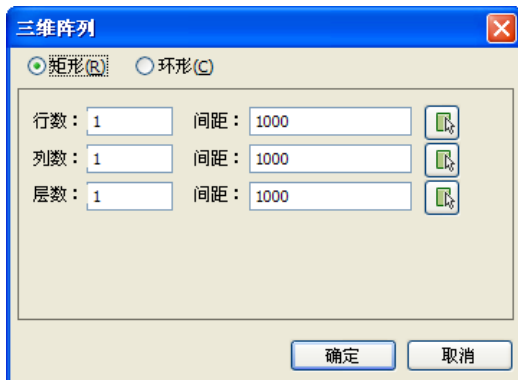 三维阵列
矩形(R) 环形(C)
行数：1 间距：1000
列数：1 间距：1000
层数：1 间距：1000
确定 取消